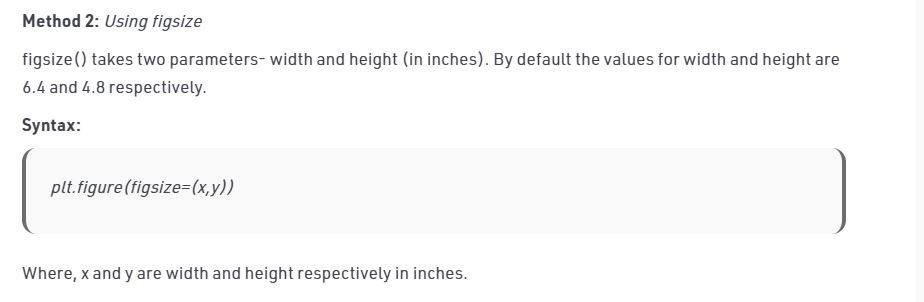 Method 2: Using figsize
figsize() takes two parameters- width and height (in inches). By default the values for width and height are
6.4 and 4.8 respectively.
Syntax:
plt.figure(figsize=(x,y))
Where, x and y are width and height respectively in inches.